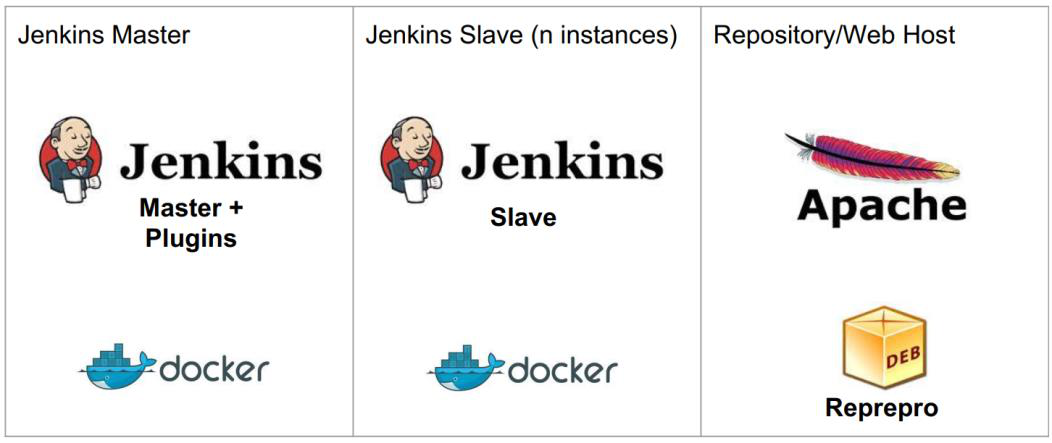 Jenkins Master
Jenkins
Master +
Plugins
docker
Jenkins Slave (n instances)
Jenkins
Slave
docker
Repository/Web Host
Apache
DEB
Reprepro